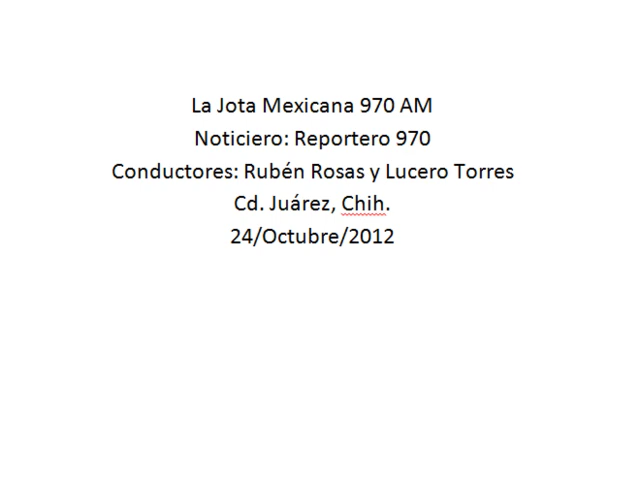 La Jota Mexicana 970 AM
Noticiero: Reportero 970
Conductores: Rubén Rosas y Lucero Torres
Cd. Juárez, Chih.
24/Octubre/2012